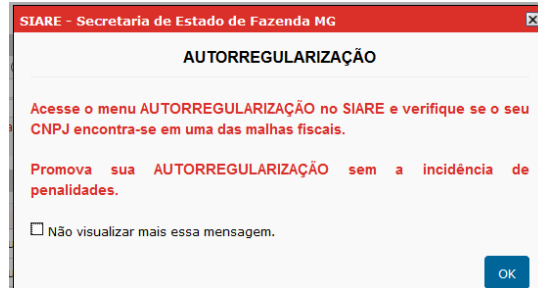 SIARE - Secretaria de Estado de Fazenda MG
AUTORREGULARIZAÇÃO
Acesse o menu AUTORREGULARIZAÇÃO no SIARE e verifique se o seu
CNPJ encontra-se em uma das malhas fiscais.
Promova sua AUTORREGULARIZAÇÃO sem a incidência de
penalidades.
Não visualizar mais essa mensagem.
OK